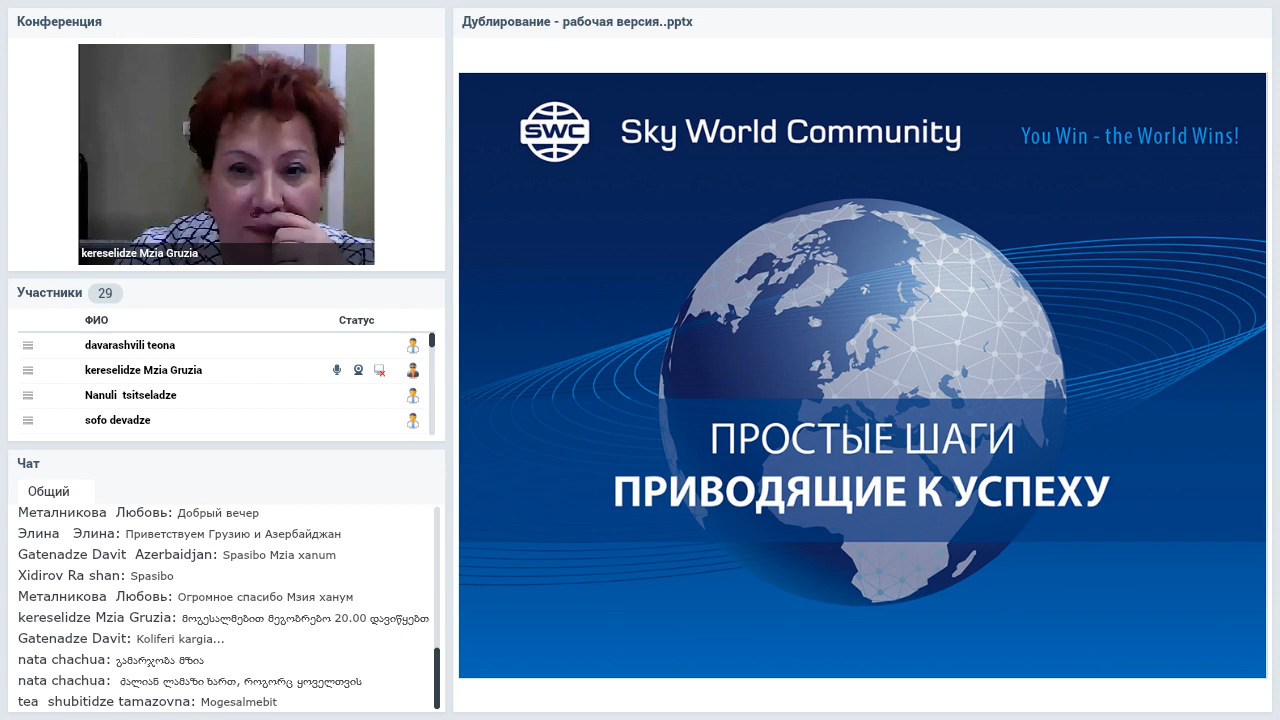 Конференция
kereselidze Mzia Gruzia
Участники 29
ФИО Статус
davarashvili teona
kereselidze Mzia Gruzia
Nanuli tsitseladze
sofo devadze
Чат
Общий
Металникова Любовь: Добрый вечер
Элина Элина: Приветствуем Грузию и Азербайджан
Gatenadze Davit Azerbaidjan: Spasibo Mzia xanum
Xidirov Ra shan: Spasibo
Металникова Любовь: Огромное спасибо Мзия ханум
kereselidze Mzia Gruzia: მოგესალმებით მეგობრებო 20.00 დავიწყებთ
Gatenadze Davit: Koliferi kargia...
nata chachua: გამარჯობა მზია
nata chachua: ძალიან ლამაზი ხართ, როგორც ყოველთვის
tea shubitidze tamazovna: Mogesalmebit
Дублирование - рабочая версия..pptx
SWC Sky World Community
You Win - the World Wins!
ПРОСТЫЕ ШАГИ
ПРИВОДЯЩИЕ К УСПЕХУ